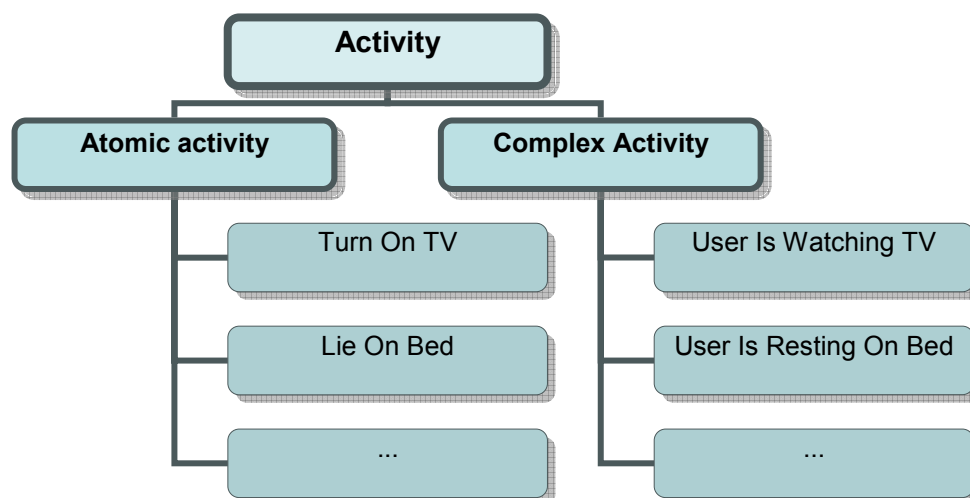 Activity
Atomic activity
Complex Activity
Turn On TV
User Is Watching TV
Lie On Bed
User Is Resting On Bed
...
...